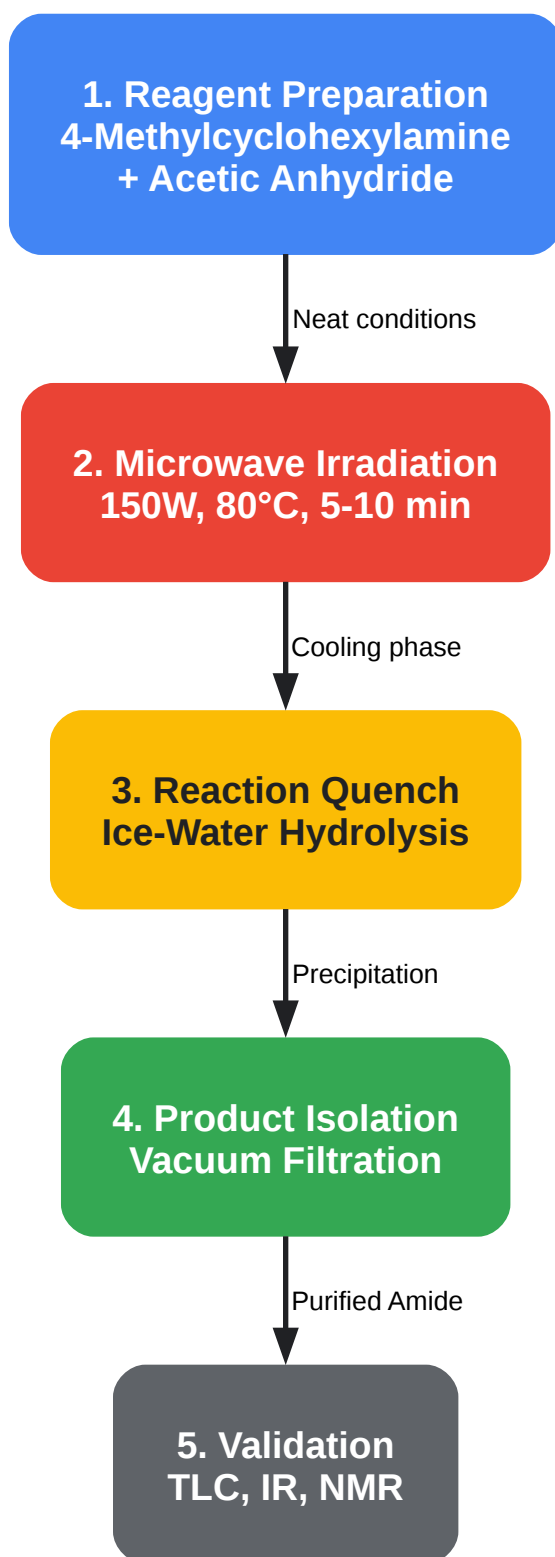 1. Reagent Preparation
4-Methylcyclohexylamine
+ Acetic Anhydride
Neat conditions
2. Microwave Irradiation
150W, 80°C, 5-10 min
Cooling phase
3. Reaction Quench
Ice-Water Hydrolysis
Precipitation
4. Product Isolation
Vacuum Filtration
Purified Amide
5. Validation
TLC, IR, NMR